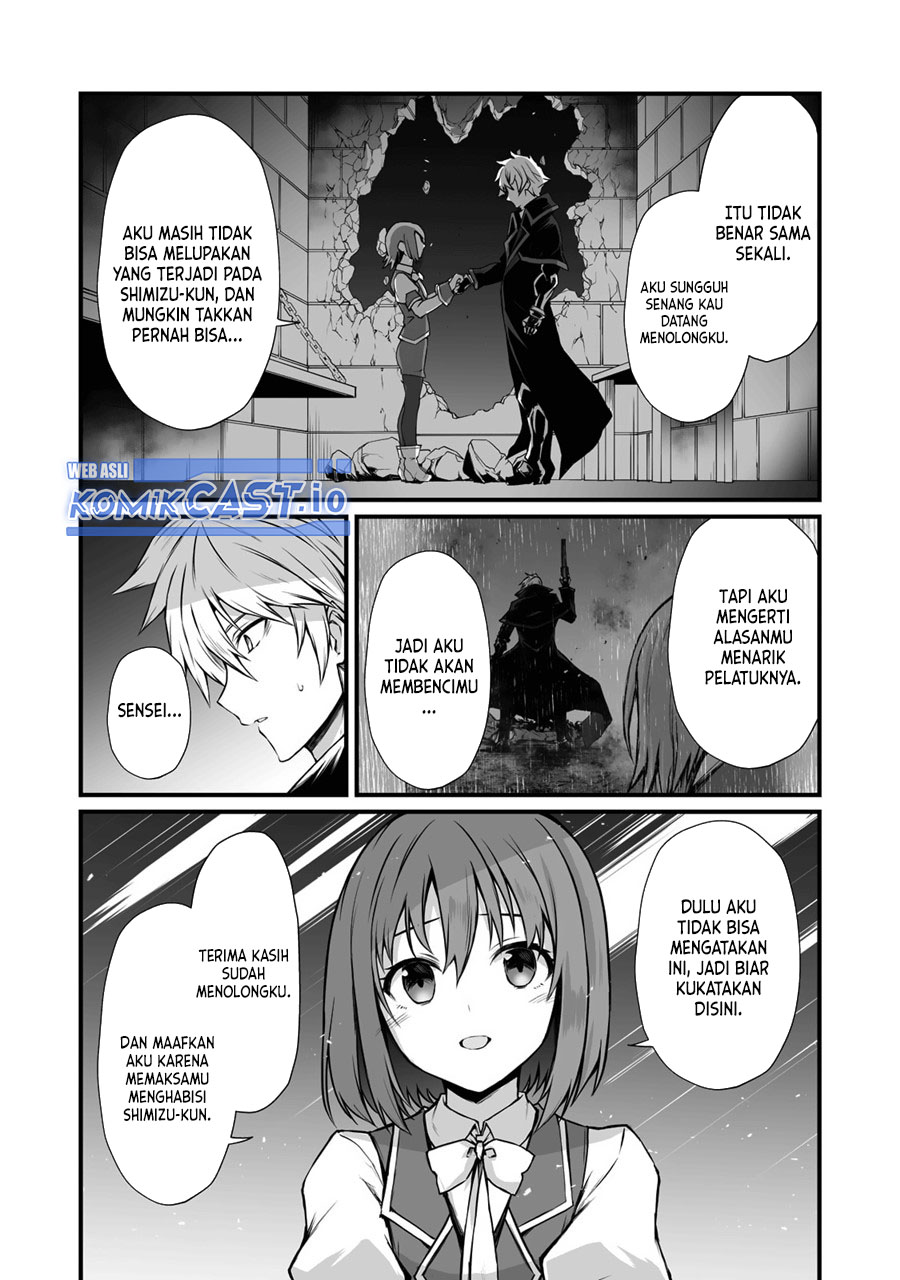 ITU TIDAK
BENAR SAMA
SEKALI.
AKU SUNGGUH
SENANG KAU
DATANG
MENOLONGKU.
AKU MASIH TIDAK
BISA MELUPAKAN
YANG TERJADI PADA
SHIMIZU-KUN, DAN
MUNGKIN TAKKAN
PERNAH BISA...
WEB ASLI
KOMIKCAST.io
TAPI AKU
MENGERTI
ALASANMU
MENARIK
PELATUKNYA.
JADI AKU
TIDAK AKAN
MEMBENCIMU
...
SENSEI...
DULU AKU
TIDAK BISA
MENGATAKAN
INI, JADI BIAR
KUKATAKAN
DISINI.
TERIMA KASIH
SUDAH
MENOLONGKU.
DAN MAAFKAN
AKU KARENA
MEMAKSAMU
MENGHABISI
SHIMIZU-KUN.